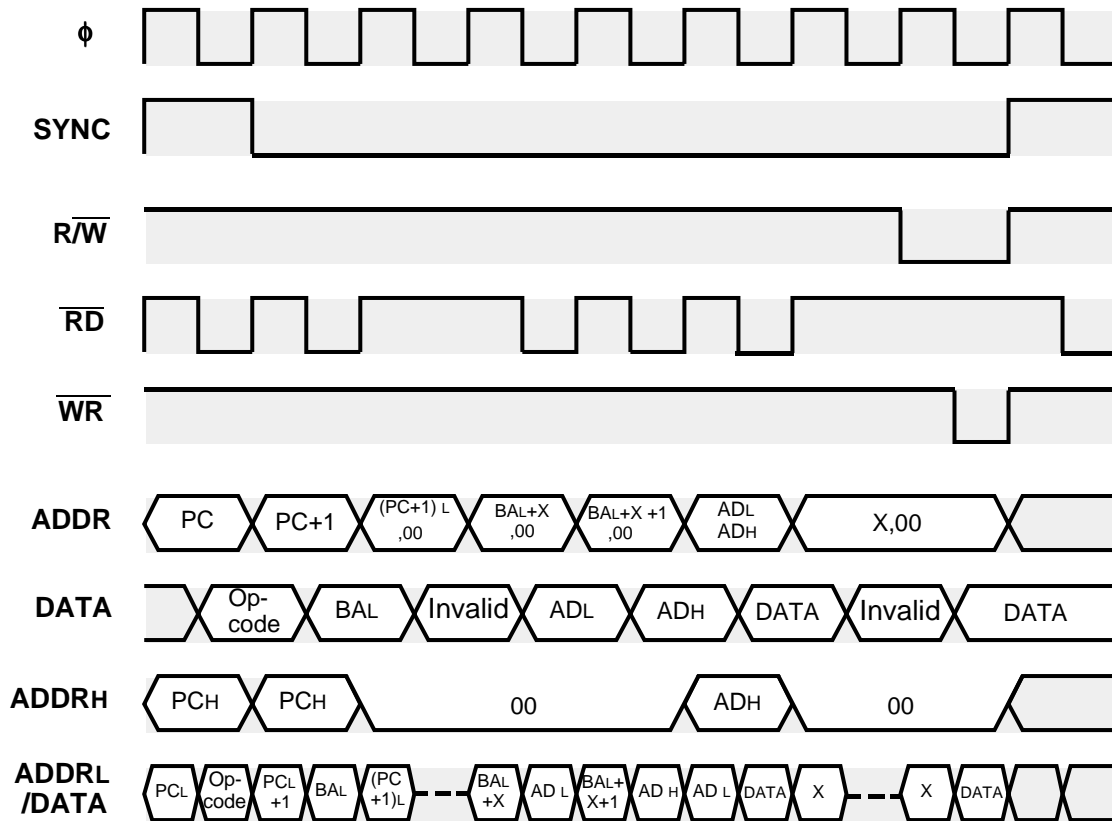 ϕ
SYNC
R/W̅
R̅D̅
W̅R̅
ADDR PC PC+1 (PC+1) L ,00 BAL+X ,00 BAL+X +1 ,00 ADL ADH X,00
DATA Op-code BAL Invalid ADL ADH DATA Invalid DATA
ADDRH PCH PCH 00 ADH 00
ADDRL /DATA PCL Op-code PCL +1 BAL (PC +1)L BAL +X AD L BAL+ X+1 AD H AD L DATA X X DATA